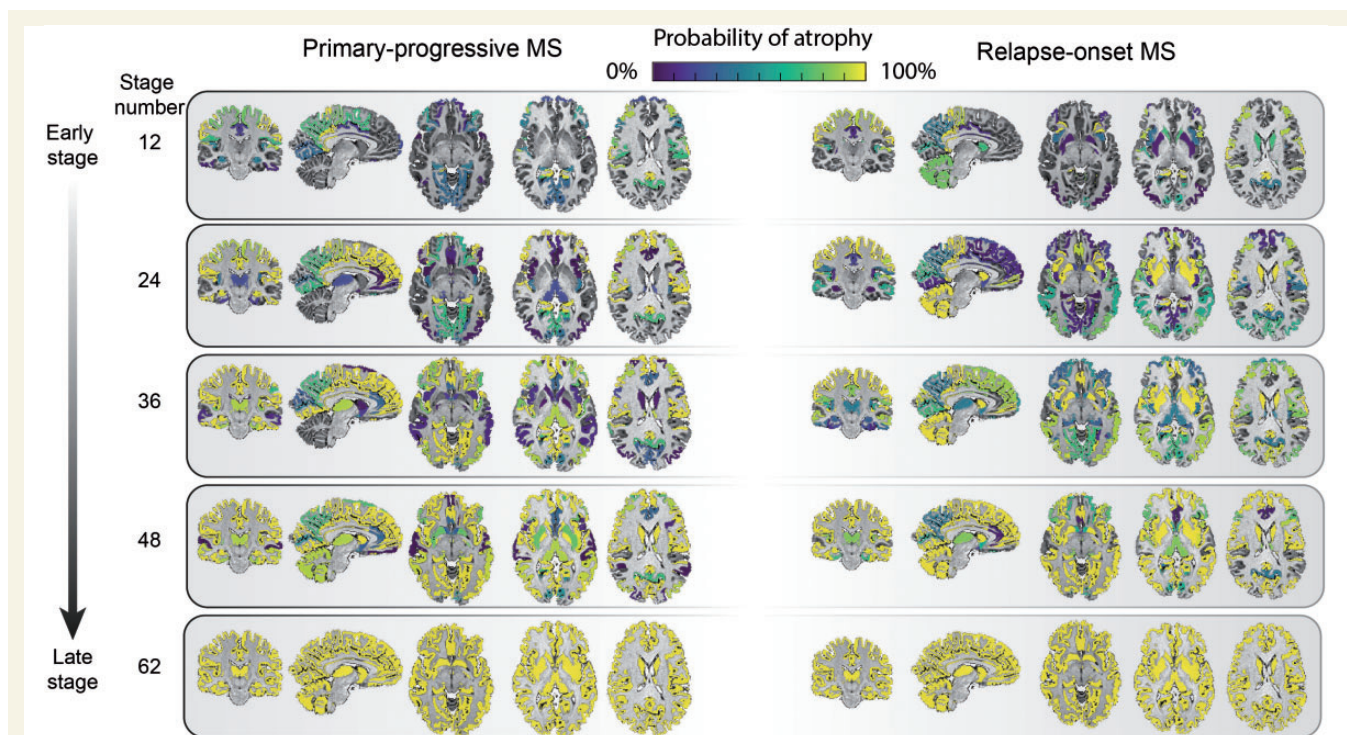 Primary-progressive MS
Probability of atrophy
0%
100%
Relapse-onset MS
Stage
number
Early
stage
12
24
36
48
Late
stage
62